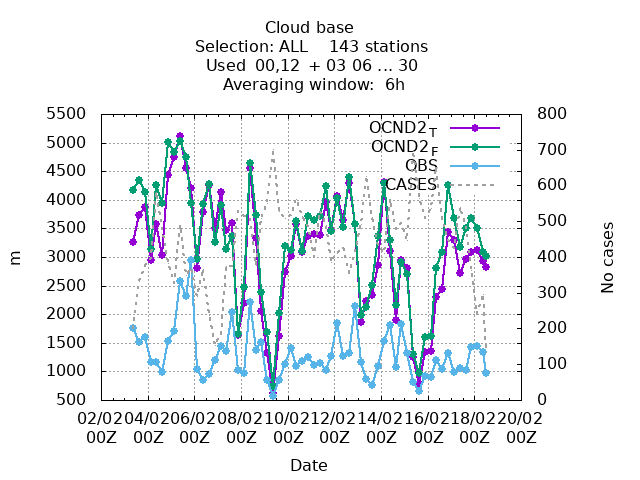 Cloud base
Selection: ALL 143 stations
Used 00,12 + 03 06 ... 30
Averaging window: 6h
5500 800
5000 700
4500 600
4000 500
3500 400
3000 300
2500 200
2000 100
1500 0
1000
500
m
No cases
OCND2 T
OCND2 F
OBS
CASES
02/02 04/02 06/02 08/02 10/02 12/02 14/02 16/02 18/02 20/02
00Z 00Z 00Z 00Z 00Z 00Z 00Z 00Z 00Z 00Z
Date